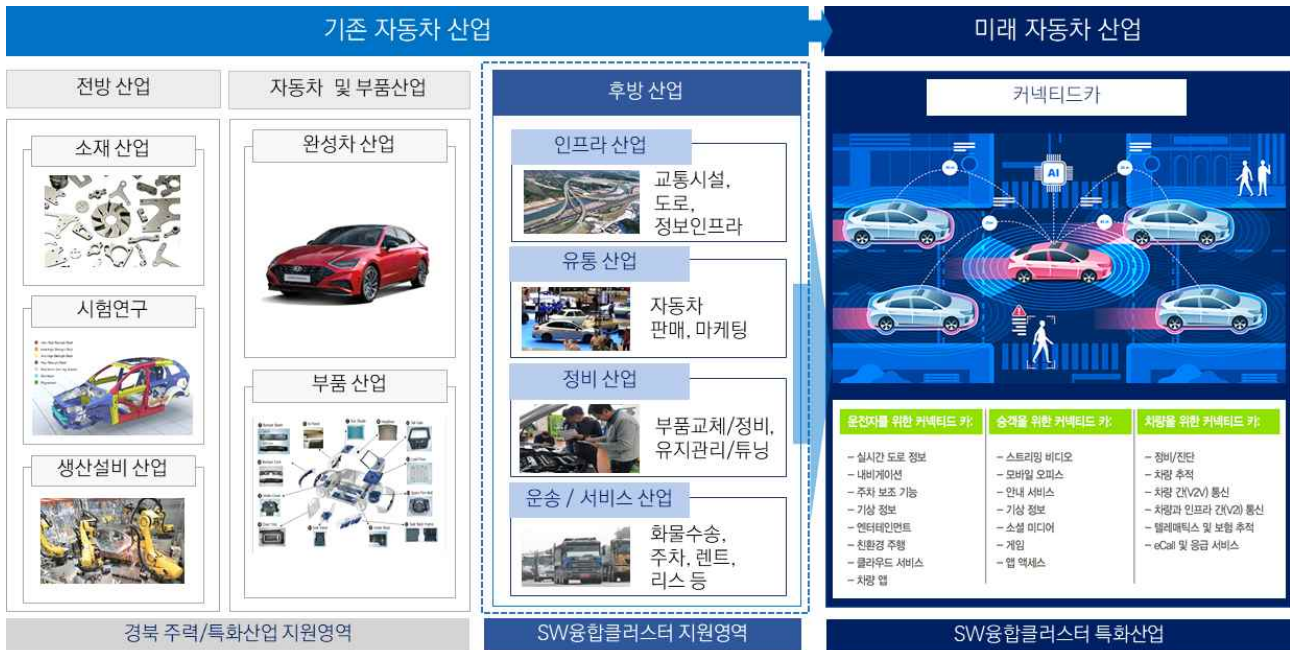 기존 자동차 산업
미래 자동차 산업
전방 산업
자동차 및 부품산업
후방 산업
커넥티드카
소재 산업
시험연구
생산설비 산업
완성차 산업
부품 산업
인프라 산업
교통시설,
도로,
정보인프라
유통 산업
자동차
판매, 마케팅
정비 산업
부품교체/정비,
유지관리/튜닝
운송 / 서비스 산업
화물수송,
주차, 렌트,
리스 등
AI
운전자를 위한 커넥티드 카:
– 실시간 도로 정보
– 내비게이션
– 주차 보조 기능
– 기상 정보
– 엔터테인먼트
– 친환경 주행
– 클라우드 서비스
– 차량 앱
승객을 위한 커넥티드 카:
– 스트리밍 비디오
– 모바일 오피스
– 안내 서비스
– 기상 정보
– 소셜 미디어
– 게임
– 앱 액세스
차량을 위한 커넥티드 카:
– 정비/진단
– 차량 추적
– 차량 간(V2V) 통신
– 차량과 인프라 간(V2I) 통신
– 텔레매틱스 및 보험 추적
– eCall 및 응급 서비스
경북 주력/특화산업 지원영역
SW융합클러스터 지원영역
SW융합클러스터 특화산업